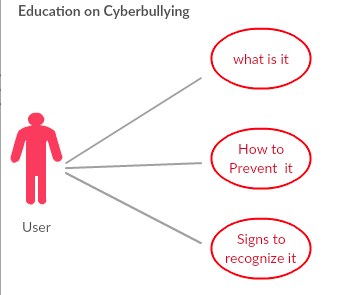 Education on Cyberbullying
what is it
How to
Prevent it
User
Signs to
recognize it